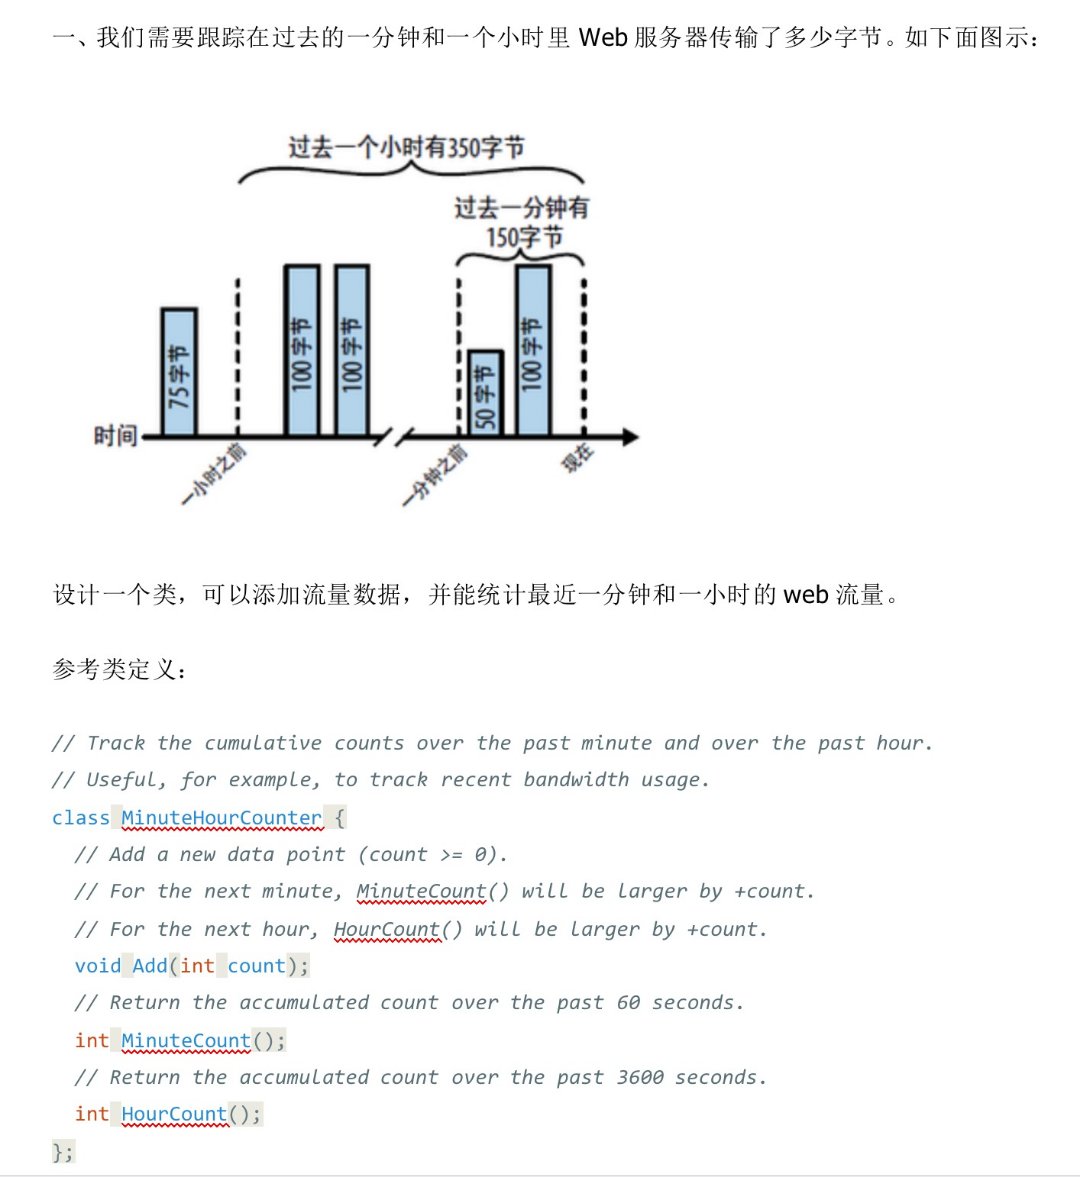 一、我们需要跟踪在过去的一分钟和一个小时里 Web 服务器传输了多少字节。如下面图示：
过去一个小时有350字节
过去一分钟有
150字节
75字节
100字节
100字节
50字节
100字节
时间
一小时之前
一分钟之前
现在
设计一个类，可以添加流量数据，并能统计最近一分钟和一小时的 web 流量。
参考类定义：
// Track the cumulative counts over the past minute and over the past hour.
// Useful, for example, to track recent bandwidth usage.
class MinuteHourCounter {
// Add a new data point (count >= 0).
// For the next minute, MinuteCount() will be larger by +count.
// For the next hour, HourCount() will be larger by +count.
void Add(int count);
// Return the accumulated count over the past 60 seconds.
int MinuteCount();
// Return the accumulated count over the past 3600 seconds.
int HourCount();
};